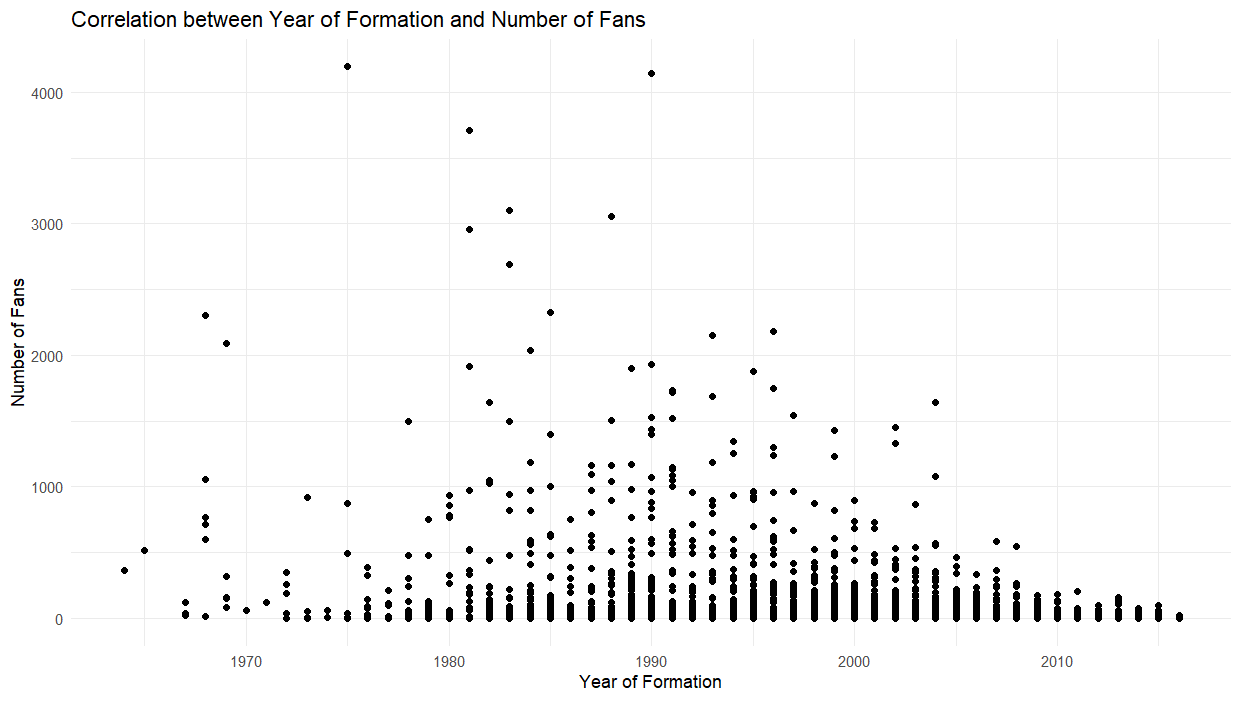 Correlation between Year of Formation and Number of Fans
4000
3000
2000
1000
0
Number of Fans
1970 1980 1990 2000 2010
Year of Formation